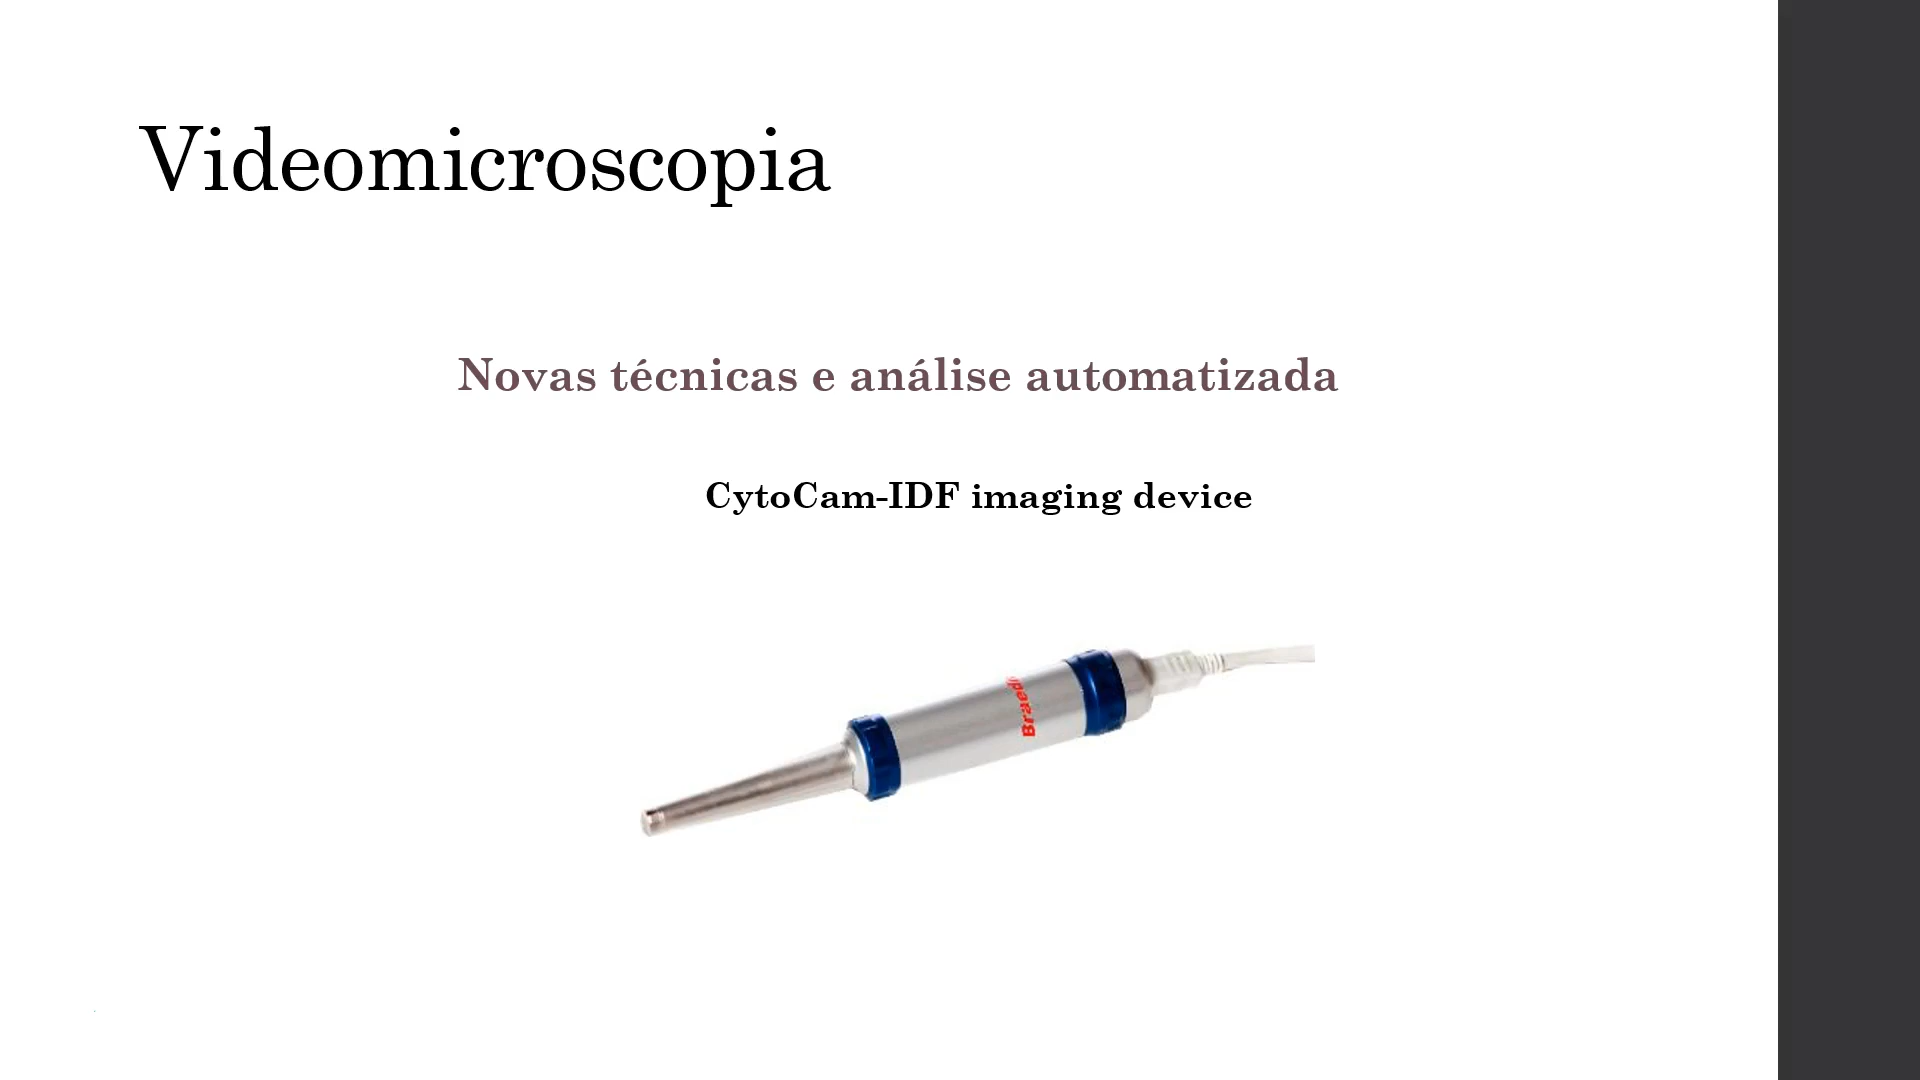 Videomicroscopia
Novas técnicas e análise automatizada
CytoCam-IDF imaging device